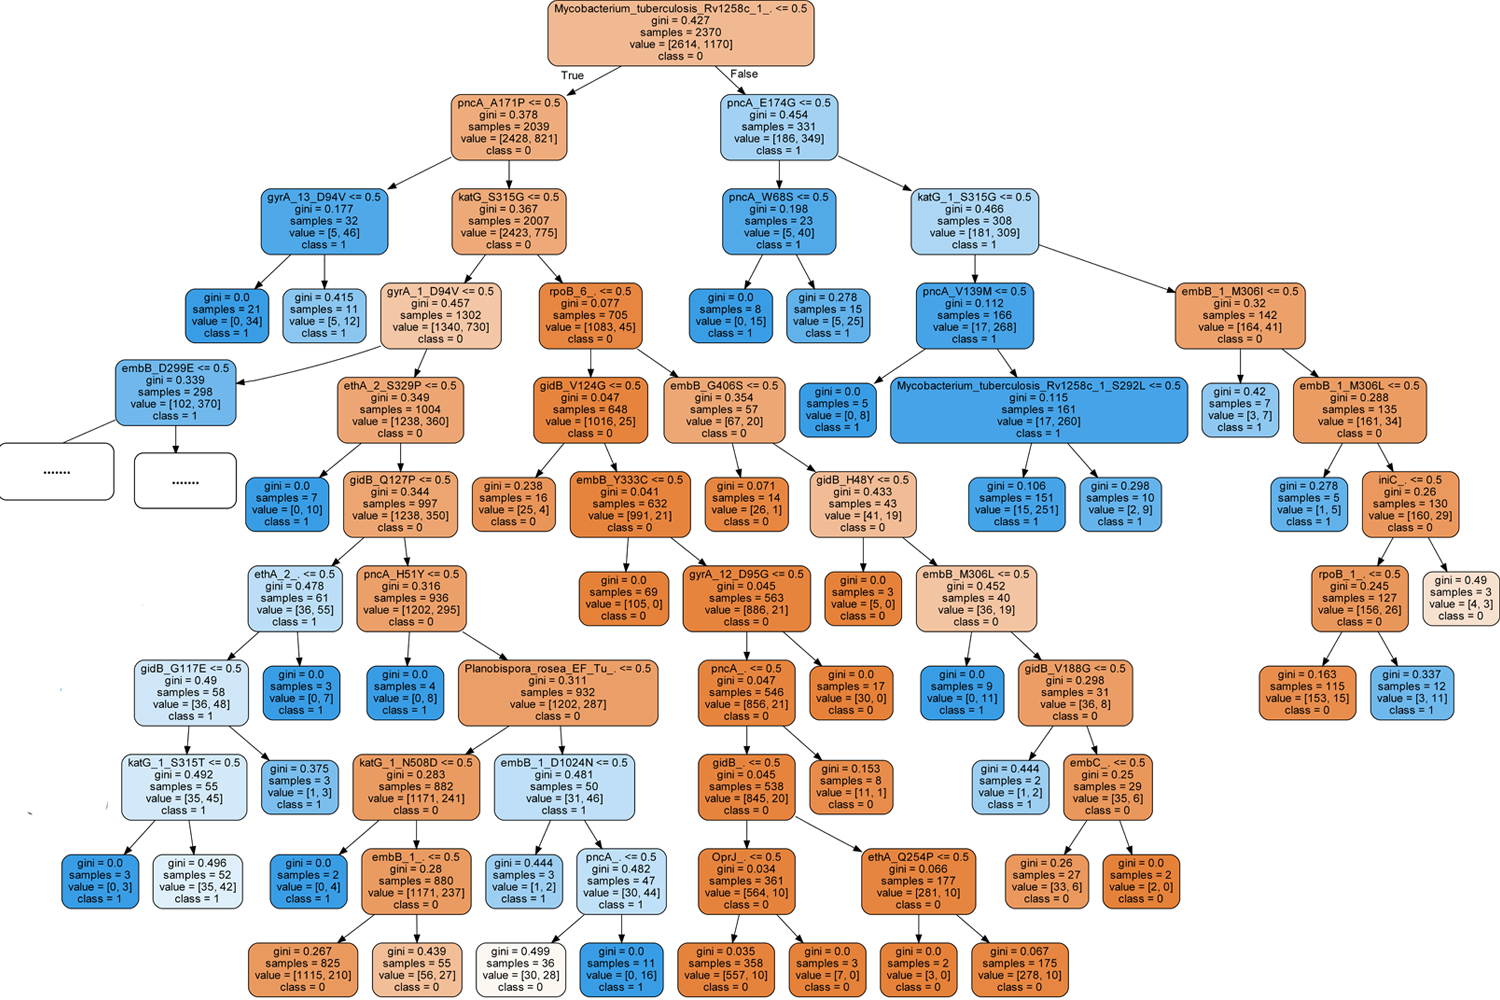 Mycobacterium_tuberculosis_Rv1258c_1_. <= 0.5
gini = 0.427
samples = 2370
value = [2614, 1170]
class = 0
True
False
pncA_A171P <= 0.5
gini = 0.378
samples = 2039
value = [2428, 821]
class = 0
pncA_E174G <= 0.5
gini = 0.454
samples = 331
value = [186, 349]
class = 1
gyrA_13_D94V <= 0.5
gini = 0.177
samples = 32
value = [5, 46]
class = 1
katG_S315G <= 0.5
gini = 0.367
samples = 2007
value = [2423, 775]
class = 0
pncA_W68S <= 0.5
gini = 0.198
samples = 23
value = [5, 40]
class = 1
katG_1_S315G <= 0.5
gini = 0.466
samples = 308
value = [181, 309]
class = 1
gini = 0.0
samples = 21
value = [0, 34]
class = 1
gini = 0.415
samples = 11
value = [5, 12]
class = 1
gyrA_1_D94V <= 0.5
gini = 0.457
samples = 1302
value = [1340, 730]
class = 0
rpoB_6_. <= 0.5
gini = 0.077
samples = 705
value = [1083, 45]
class = 0
gini = 0.0
samples = 8
value = [0, 15]
class = 1
gini = 0.278
samples = 15
value = [5, 25]
class = 1
pncA_V139M <= 0.5
gini = 0.112
samples = 166
value = [17, 268]
class = 1
embB_1_M306I <= 0.5
gini = 0.32
samples = 142
value = [164, 41]
class = 0
embB_D299E <= 0.5
gini = 0.339
samples = 298
value = [102, 370]
class = 1
ethA_2_S329P <= 0.5
gini = 0.349
samples = 1004
value = [1238, 360]
class = 0
gidB_V124G <= 0.5
gini = 0.047
samples = 648
value = [1016, 25]
class = 0
embB_G406S <= 0.5
gini = 0.354
samples = 57
value = [67, 20]
class = 0
gini = 0.0
samples = 5
value = [0, 8]
class = 1
Mycobacterium_tuberculosis_Rv1258c_1_S292L <= 0.5
gini = 0.115
samples = 161
value = [17, 260]
class = 1
gini = 0.42
samples = 7
value = [3, 7]
class = 1
embB_1_M306L <= 0.5
gini = 0.288
samples = 135
value = [161, 34]
class = 0
.......
.......
gini = 0.0
samples = 7
value = [0, 10]
class = 1
gidB_Q127P <= 0.5
gini = 0.344
samples = 997
value = [1238, 350]
class = 0
gini = 0.238
samples = 16
value = [25, 4]
class = 0
embB_Y333C <= 0.5
gini = 0.041
samples = 632
value = [991, 21]
class = 0
gini = 0.071
samples = 14
value = [26, 1]
class = 0
gidB_H48Y <= 0.5
gini = 0.433
samples = 43
value = [41, 19]
class = 0
gini = 0.106
samples = 151
value = [15, 251]
class = 1
gini = 0.298
samples = 10
value = [2, 9]
class = 1
gini = 0.278
samples = 5
value = [1, 5]
class = 1
iniC_. <= 0.5
gini = 0.26
samples = 130
value = [160, 29]
class = 0
ethA_2_. <= 0.5
gini = 0.478
samples = 61
value = [36, 55]
class = 1
pncA_H51Y <= 0.5
gini = 0.316
samples = 936
value = [1202, 295]
class = 0
gini = 0.0
samples = 69
value = [105, 0]
class = 0
gyrA_12_D95G <= 0.5
gini = 0.045
samples = 563
value = [886, 21]
class = 0
gini = 0.0
samples = 3
value = [5, 0]
class = 0
embB_M306L <= 0.5
gini = 0.452
samples = 40
value = [36, 19]
class = 0
rpoB_1_. <= 0.5
gini = 0.245
samples = 127
value = [156, 26]
class = 0
gini = 0.49
samples = 3
value = [4, 3]
class = 0
gidB_G117E <= 0.5
gini = 0.49
samples = 58
value = [36, 48]
class = 1
gini = 0.0
samples = 3
value = [0, 7]
class = 1
gini = 0.0
samples = 4
value = [0, 8]
class = 1
Planobispora_rosea_EF_Tu_. <= 0.5
gini = 0.311
samples = 932
value = [1202, 287]
class = 0
pncA_. <= 0.5
gini = 0.047
samples = 546
value = [856, 21]
class = 0
gini = 0.0
samples = 17
value = [30, 0]
class = 0
gini = 0.0
samples = 9
value = [0, 11]
class = 1
gidB_V188G <= 0.5
gini = 0.298
samples = 31
value = [36, 8]
class = 0
gini = 0.163
samples = 115
value = [153, 15]
class = 0
gini = 0.337
samples = 12
value = [3, 11]
class = 1
katG_1_S315T <= 0.5
gini = 0.492
samples = 55
value = [35, 45]
class = 1
gini = 0.375
samples = 3
value = [1, 3]
class = 1
katG_1_N508D <= 0.5
gini = 0.283
samples = 882
value = [1171, 241]
class = 0
embB_1_D1024N <= 0.5
gini = 0.481
samples = 50
value = [31, 46]
class = 1
gidB_. <= 0.5
gini = 0.045
samples = 538
value = [845, 20]
class = 0
gini = 0.153
samples = 8
value = [11, 1]
class = 0
gini = 0.444
samples = 2
value = [1, 2]
class = 1
embC_. <= 0.5
gini = 0.25
samples = 29
value = [35, 6]
class = 0
gini = 0.0
samples = 3
value = [0, 3]
class = 1
gini = 0.496
samples = 52
value = [35, 42]
class = 1
gini = 0.0
samples = 2
value = [0, 4]
class = 1
embB_1_. <= 0.5
gini = 0.28
samples = 880
value = [1171, 237]
class = 0
gini = 0.444
samples = 3
value = [1, 2]
class = 1
pncA_. <= 0.5
gini = 0.482
samples = 47
value = [30, 44]
class = 1
OprJ_. <= 0.5
gini = 0.034
samples = 361
value = [564, 10]
class = 0
ethA_Q254P <= 0.5
gini = 0.066
samples = 177
value = [281, 10]
class = 0
gini = 0.26
samples = 27
value = [33, 6]
class = 0
gini = 0.0
samples = 2
value = [2, 0]
class = 0
gini = 0.267
samples = 825
value = [1115, 210]
class = 0
gini = 0.439
samples = 55
value = [56, 27]
class = 0
gini = 0.499
samples = 36
value = [30, 28]
class = 0
gini = 0.0
samples = 11
value = [0, 16]
class = 1
gini = 0.035
samples = 358
value = [557, 10]
class = 0
gini = 0.0
samples = 3
value = [7, 0]
class = 0
gini = 0.0
samples = 2
value = [3, 0]
class = 0
gini = 0.067
samples = 175
value = [278, 10]
class = 0